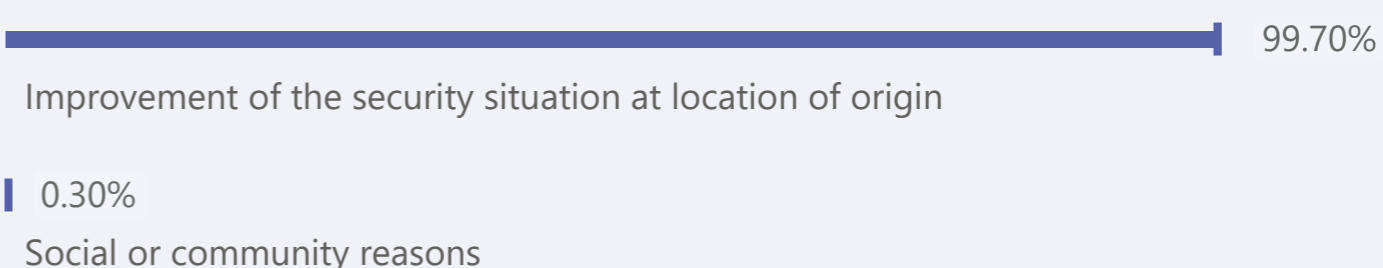 99.70%
Improvement of the security situation at location of origin
0.30%
Social or community reasons